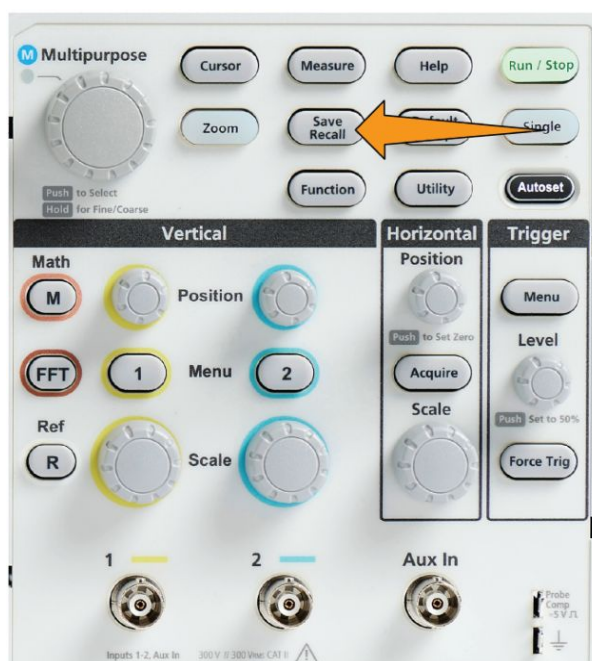 M Multipurpose
Cursor
Measure
Help
Run / Stop
Zoom
Save
Recall
Single
Push to Select
Hold for Fine/Coarse
Function
Utility
Autoset
Vertical
Horizontal
Trigger
Math
M
Position
Position
Push to Set Zero
Menu
Level
FFT
1
Menu
2
Acquire
Push Set to 50%
Ref
R
Scale
Scale
Force Trig
1
2
Aux In
Probe
Comp
~5 V
Inputs 1-2, Aux In
300 V
CAT II